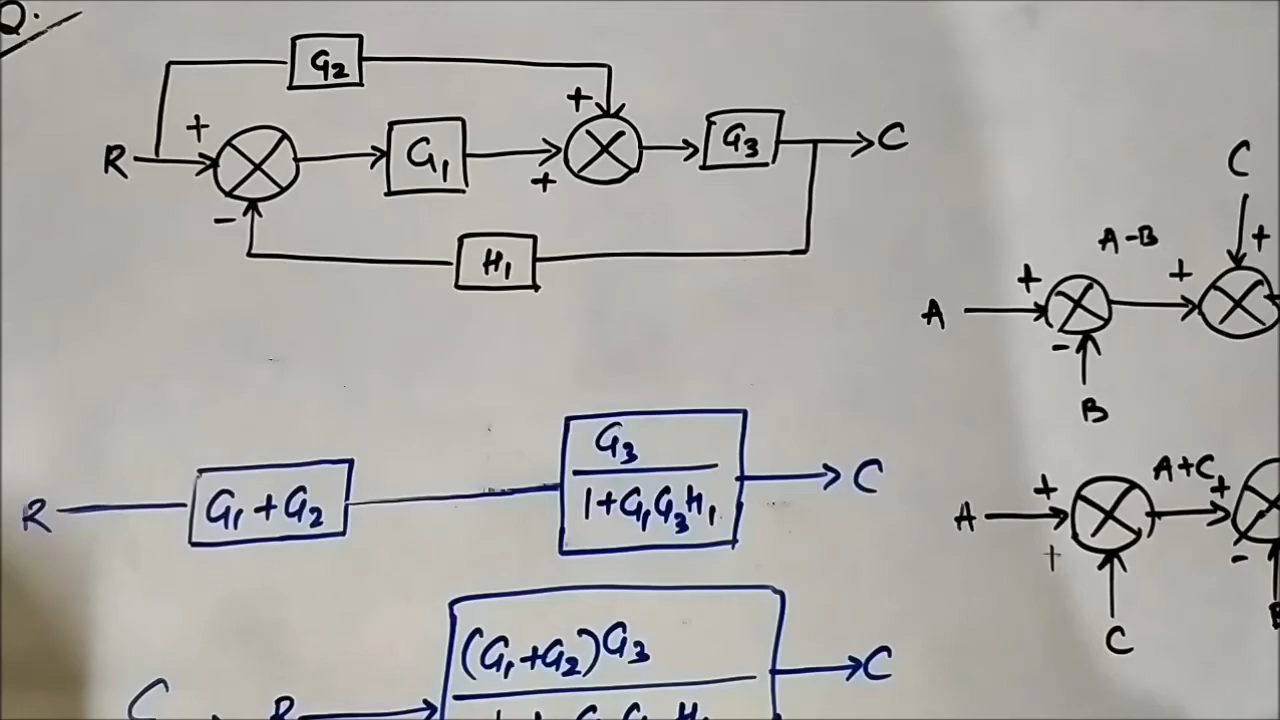 Q.
G2
+
+
R
G1
G3
C
+
-
H1
C
A-B
+
+
+
A
-
B
G3
R
G1+G2
1+G1G3H1
C
A+C
+
+
A
+
-
C
(G1+G2)G3
C
C
R